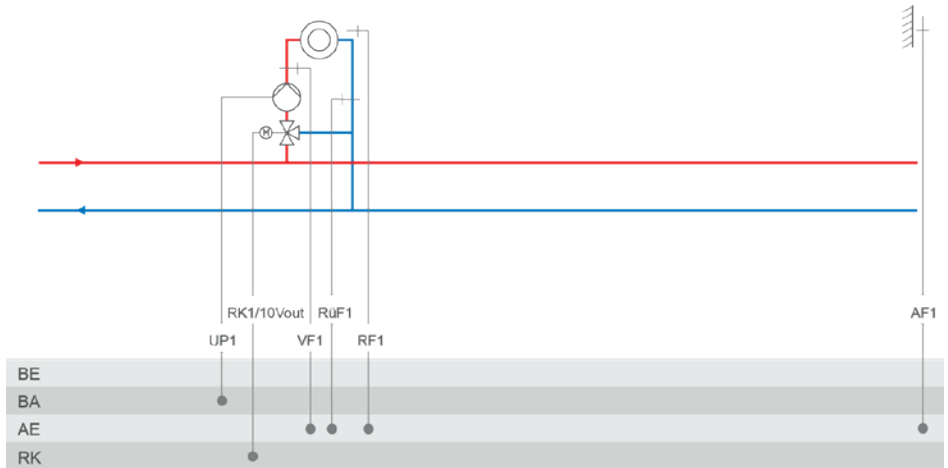 M
RK1/10Vout RüF1 AF1
UP1 VF1 RF1
BE
BA
AE
RK